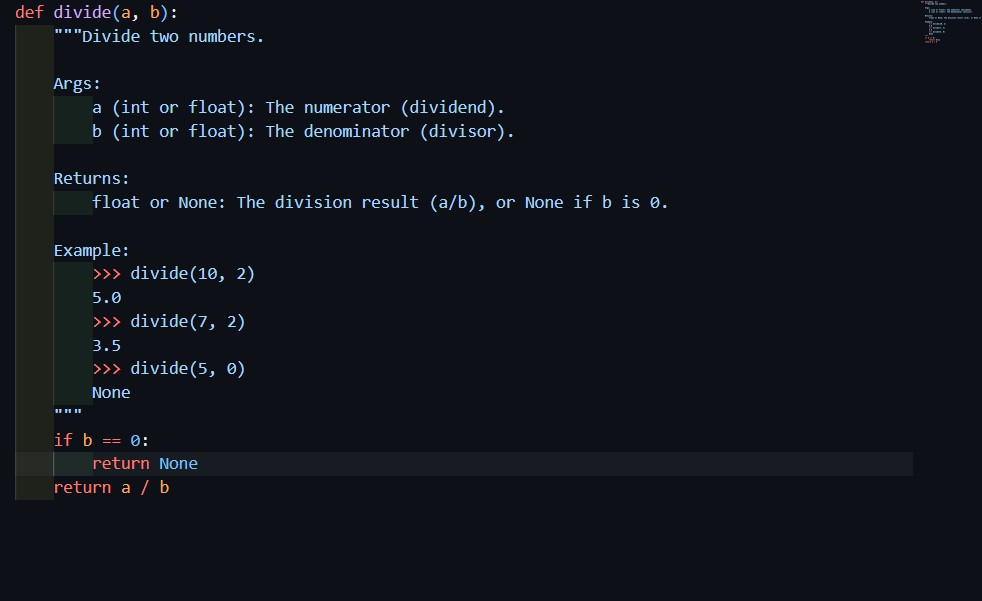 def divide(a, b):
    """Divide two numbers.

    Args:
        a (int or float): The numerator (dividend).
        b (int or float): The denominator (divisor).

    Returns:
        float or None: The division result (a/b), or None if b is 0.

    Example:
        >>> divide(10, 2)
        5.0
        >>> divide(7, 2)
        3.5
        >>> divide(5, 0)
        None
    """
    if b == 0:
        return None
    return a / b